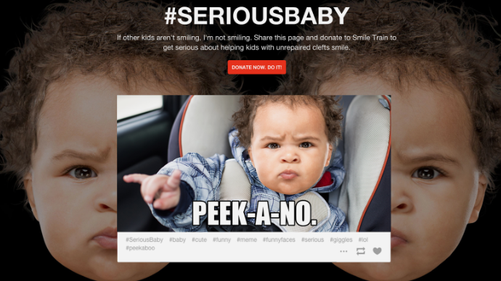 #SERIOUSBABY
If other kids aren't smiling, I'm not smiling. Share this page and donate to Smile Train to
get serious about helping kids with unrepaired clefts smile.
DONATE NOW. DO IT!
PEEK-A-NO.
#SeriousBaby #baby #cute #funny #meme #funnyfaces #serious #giggles #lol
#peekaboo